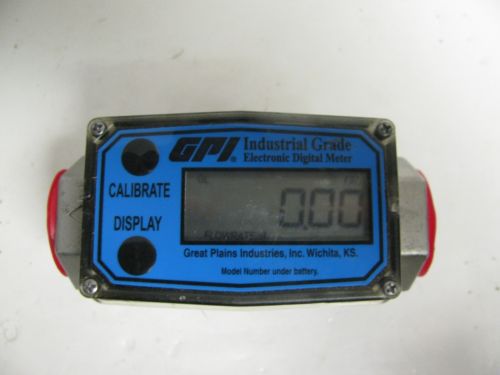 GPI® Industrial Grade
Electronic Digital Meter
CALIBRATE
DISPLAY
0.00
FLOWRATE
Great Plains Industries, Inc. Wichita, KS.
Model Number under battery.